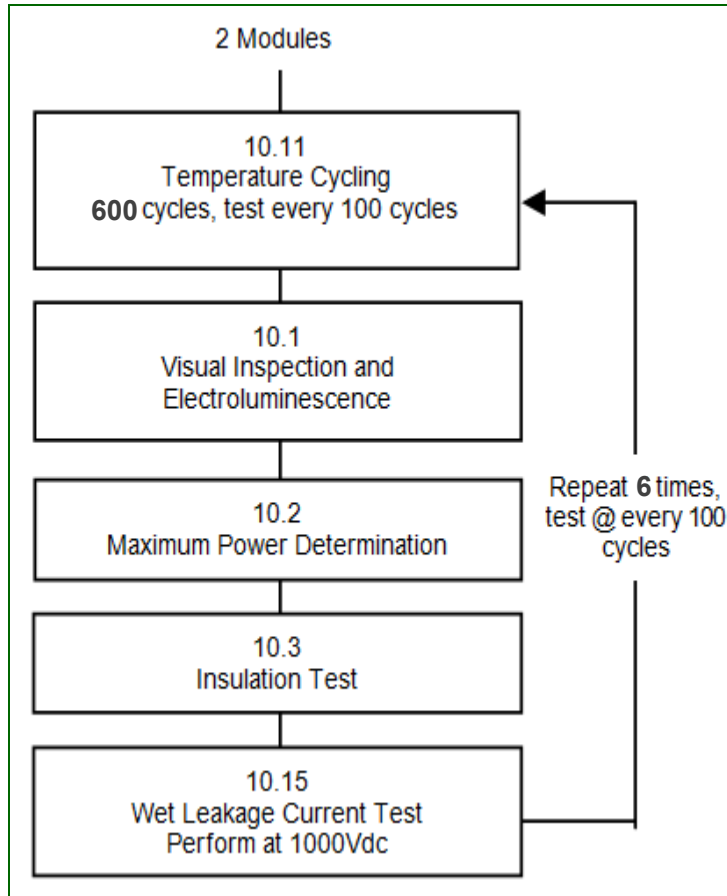 2 Modules
10.11
Temperature Cycling
600 cycles, test every 100 cycles
10.1
Visual Inspection and
Electroluminescence
10.2
Maximum Power Determination
10.3
Insulation Test
10.15
Wet Leakage Current Test
Perform at 1000Vdc
Repeat 6 times,
test @ every 100
cycles